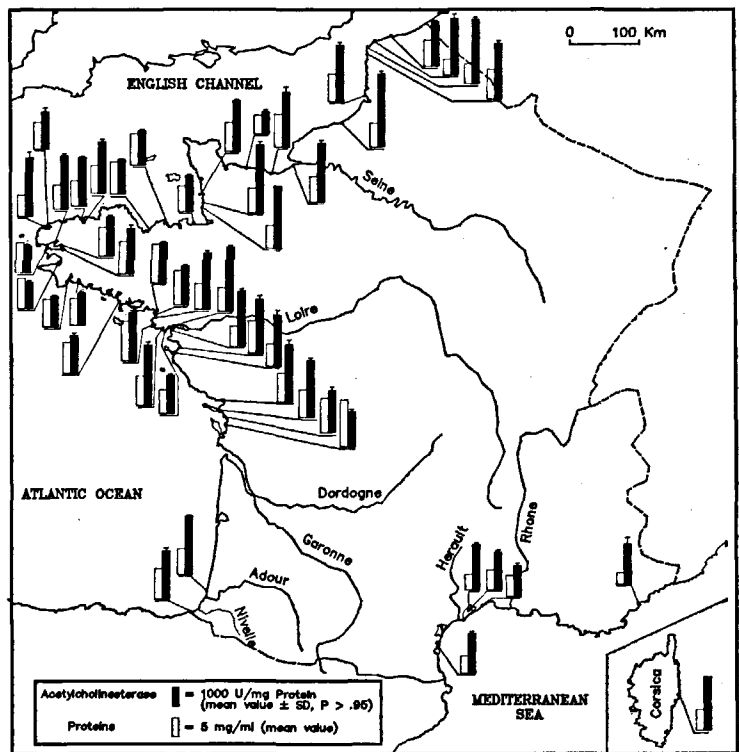 0 100 Km
ENGLISH CHANNEL
Seine
Loire
ATLANTIC OCEAN
Dordogne
Garonne
Adour
Nivelle
Herault
Rhone
Corsica
MEDITERRANEAN
SEA
Acetylcholinesterase = 1000 U/mg Protein
(mean value ± SD, P > .95)
Proteins = 5 mg/ml (mean value)